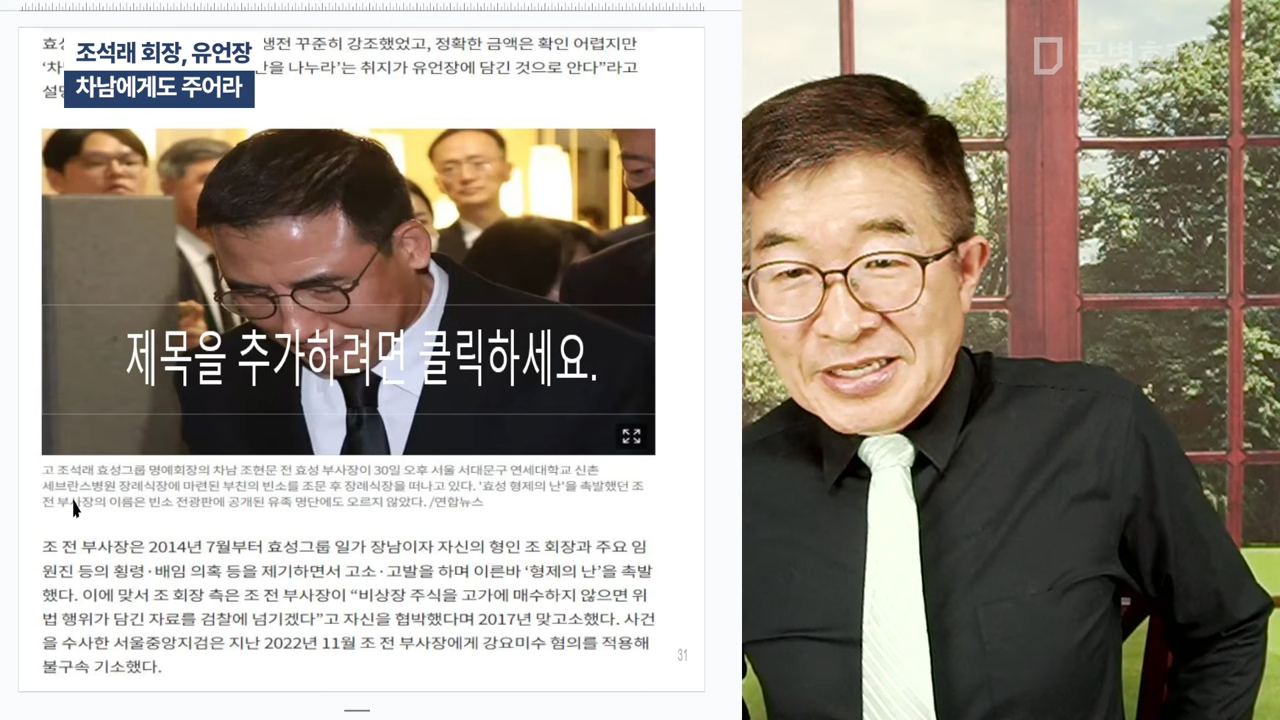 조석래 회장, 유언장
차남에게도 주어라
공병호TV
생전 꾸준히 강조했었고, 정확한 금액은 확인 어렵지만
나누라'는 취지가 유언장에 담긴 것으로 안다”라고
제목을 추가하려면 클릭하세요.
고 조석래 효성그룹 명예회장의 차남 조현문 전 효성 부사장이 30일 오후 서울 서대문구 연세대학교 신촌
세브란스병원 장례식장에 마련된 부친의 빈소를 조문 후 장례식장을 떠나고 있다. '효성 형제의 난'을 촉발했던 조
전 부사장의 이름은 빈소 전광판에 공개된 유족 명단에도 오르지 않았다. /연합뉴스
조 전 부사장은 2014년 7월부터 효성그룹 일가 장남이자 자신의 형인 조 회장과 주요 임
원진 등의 횡령·배임 의혹 등을 제기하면서 고소·고발을 하며 이른바 ‘형제의 난’을 촉발
했다. 이에 맞서 조 회장 측은 조 전 부사장이 “비상장 주식을 고가에 매수하지 않으면 위
법 행위가 담긴 자료를 검찰에 넘기겠다”고 자신을 협박했다며 2017년 맞고소했다. 사건
을 수사한 서울중앙지검은 지난 2022년 11월 조 전 부사장에게 강요미수 혐의를 적용해
불구속 기소했다.
31